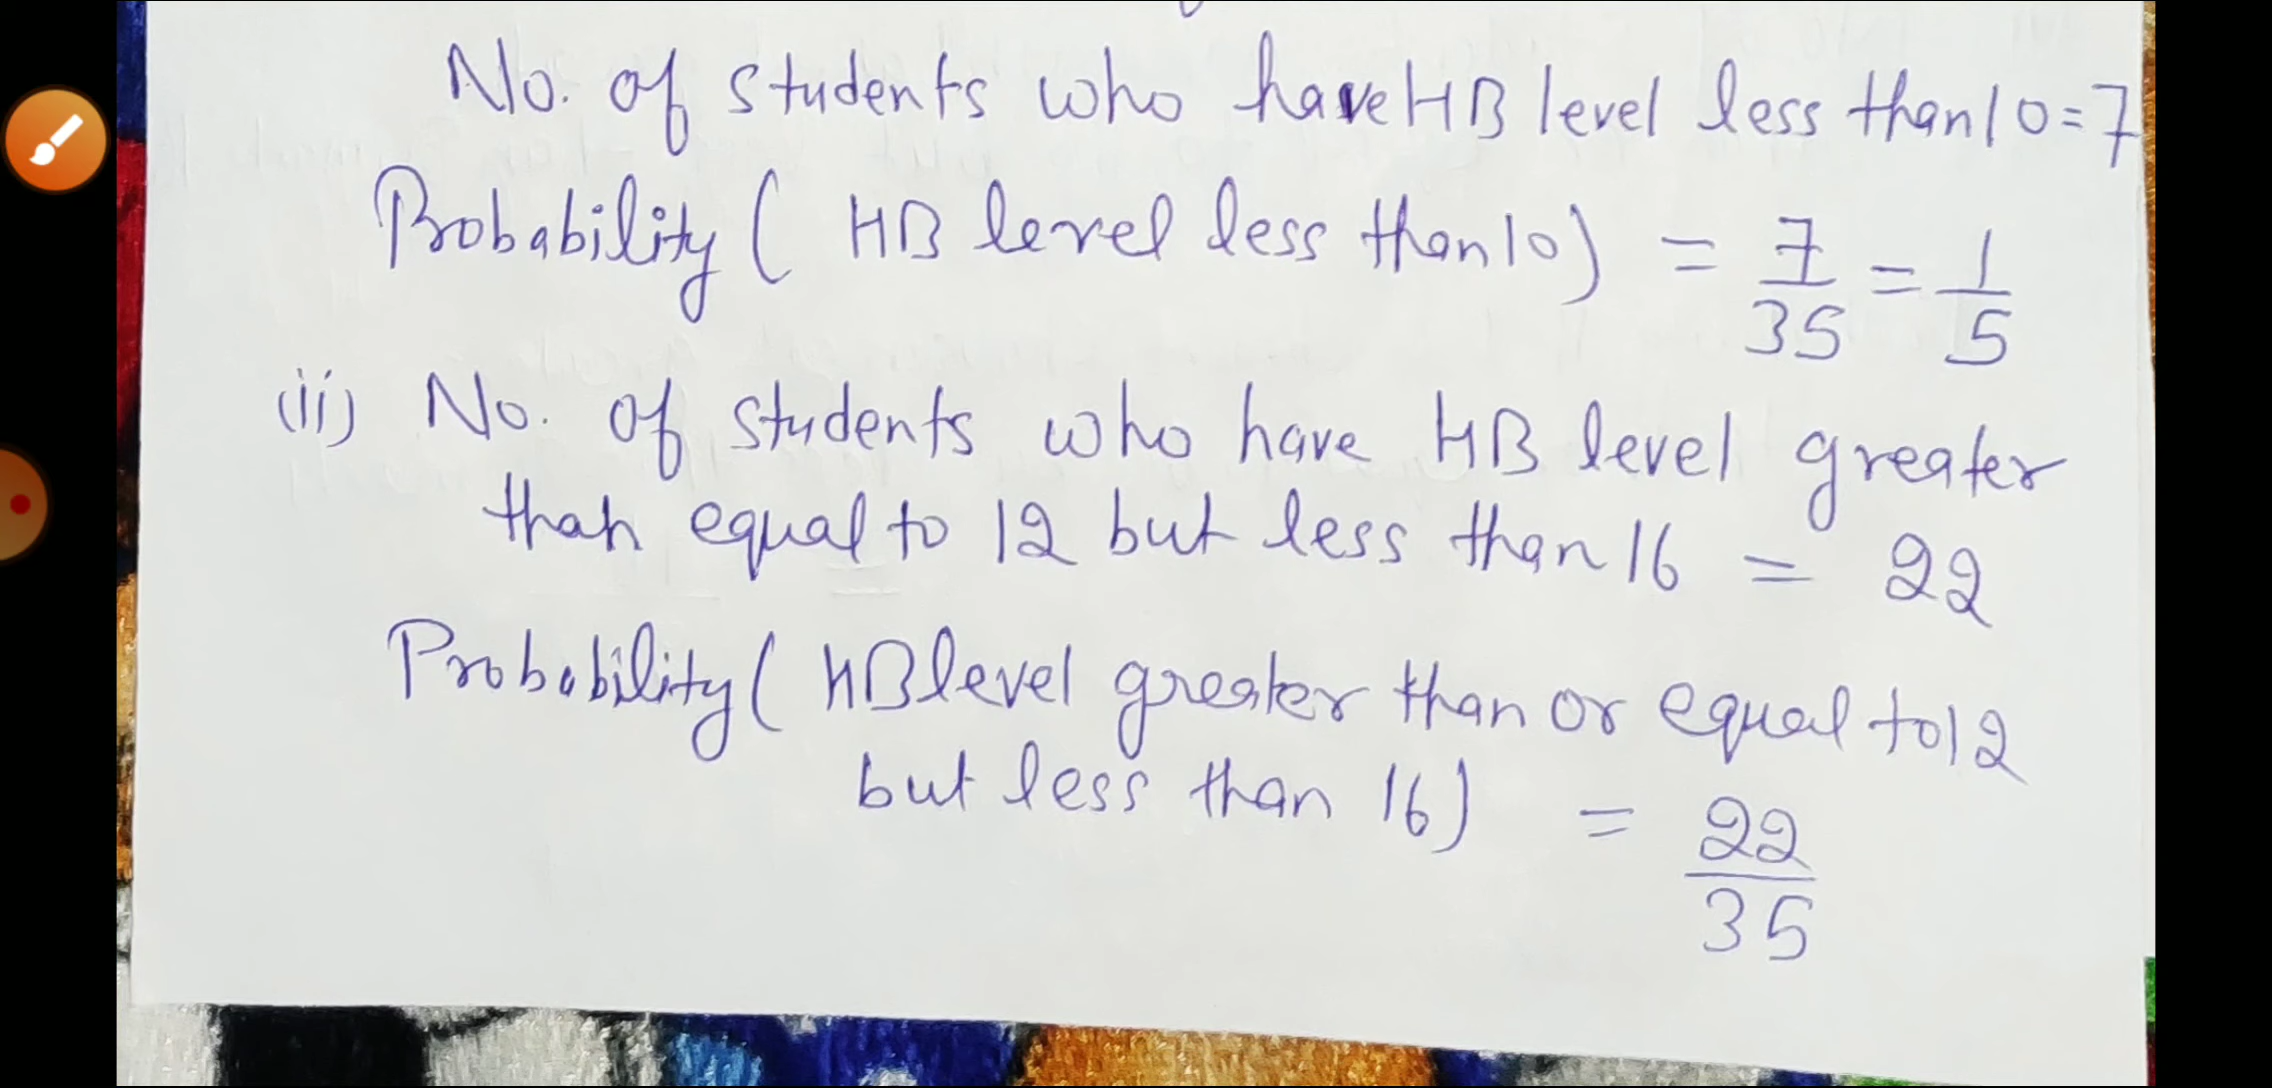 No. of students who have HB level less than 10 = 7
Probability ( HB level less than 10) = 7/35 = 1/5
(ii) No. of students who have HB level greater
than equal to 12 but less than 16 = 22
Probability ( HB level greater than or equal to 12
but less than 16) = 22/35